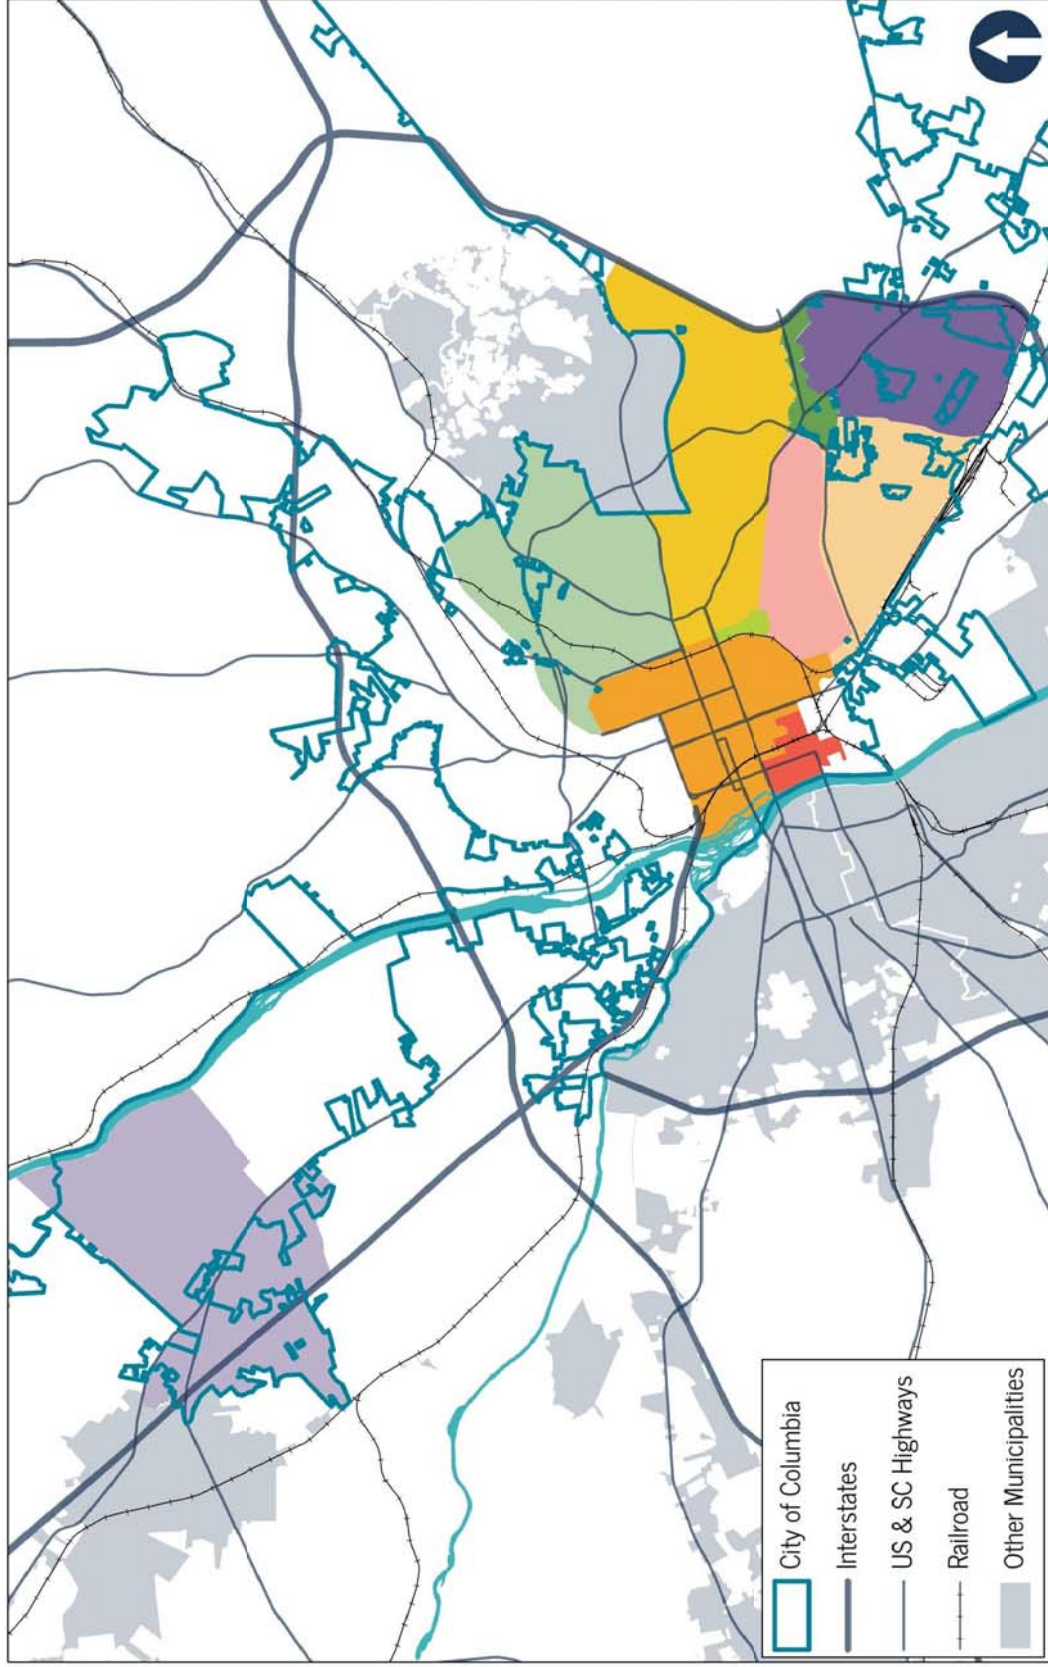 City of Columbia
Interstates
US & SC Highways
Railroad
Other Municipalities